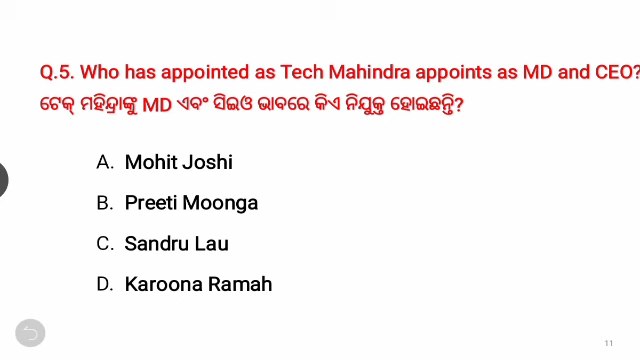 Q.5. Who has appointed as Tech Mahindra appoints as MD and CEO?
ଟେକ୍ ମହିନ୍ଦ୍ରାଙ୍କୁ MD ଏବଂ ସିଇଓ ଭାବରେ କିଏ ନିଯୁକ୍ତ ହୋଇଛନ୍ତି?
A. Mohit Joshi
B. Preeti Moonga
C. Sandru Lau
D. Karoona Ramah
11